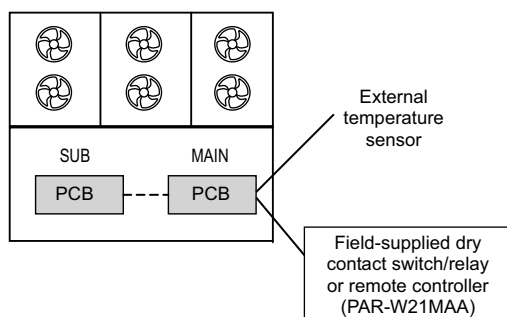 External
temperature
sensor
SUB
MAIN
PCB
PCB
Field-supplied dry
contact switch/relay
or remote controller
(PAR-W21MAA)